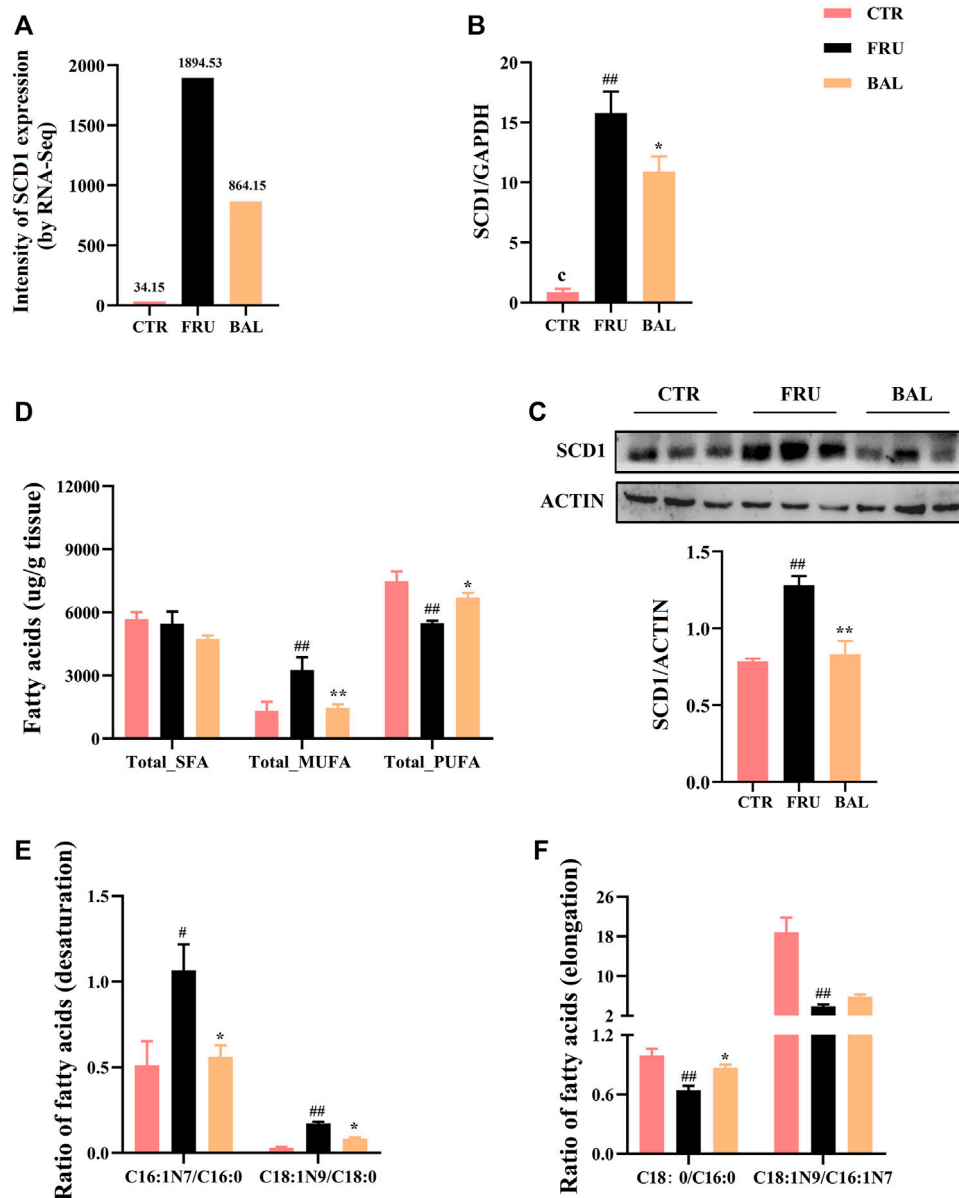 A
Intensity of SCD1 expression
(by RNA-Seq)
2000
1500
1000
500
0
34.15
1894.53
864.15
CTR FRU BAL
B
SCD1/GAPDH
20
15
10
5
0
c
##
*
CTR FRU BAL
CTR
FRU
BAL
D
Fatty acids (ug/g tissue)
12000
9000
6000
3000
0
##
**
##
*
Total_SFA Total_MUFA Total_PUFA
C
CTR FRU BAL
SCD1
ACTIN
SCD1/ACTIN
1.5
1.0
0.5
0.0
##
**
CTR FRU BAL
E
Ratio of fatty acids (desaturation)
1.5
1.0
0.5
0.0
#
*
##
*
C16:1N7/C16:0 C18:1N9/C18:0
F
Ratio of fatty acids (elongation)
26
18
10
2
1.2
0.6
0.0
##
*
##
C18: 0/C16:0 C18:1N9/C16:1N7